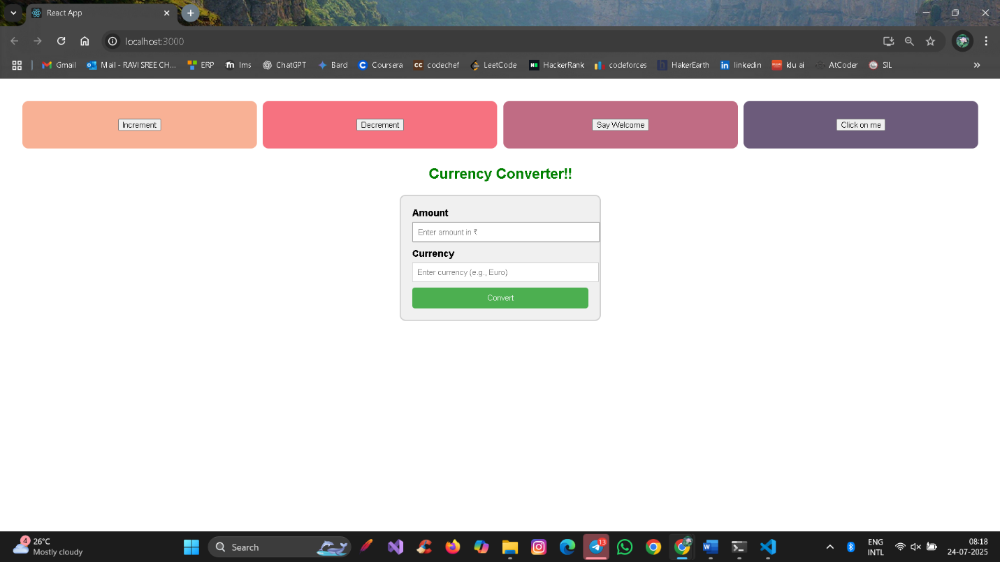 React App
localhost:3000
Gmail
Mail - RAVI SREE CH...
ERP
lms
ChatGPT
Bard
Coursera
codechef
LeetCode
HackerRank
codeforces
HakerEarth
linkedin
klu ai
AtCoder
SIL
Increment
Decrement
Say Welcome
Click on me
Currency Converter!!
Amount
Enter amount in ₹
Currency
Enter currency (e.g., Euro)
Convert
4
26°C
Mostly cloudy
Search
13
ENG
INTL
08:18
24-07-2025